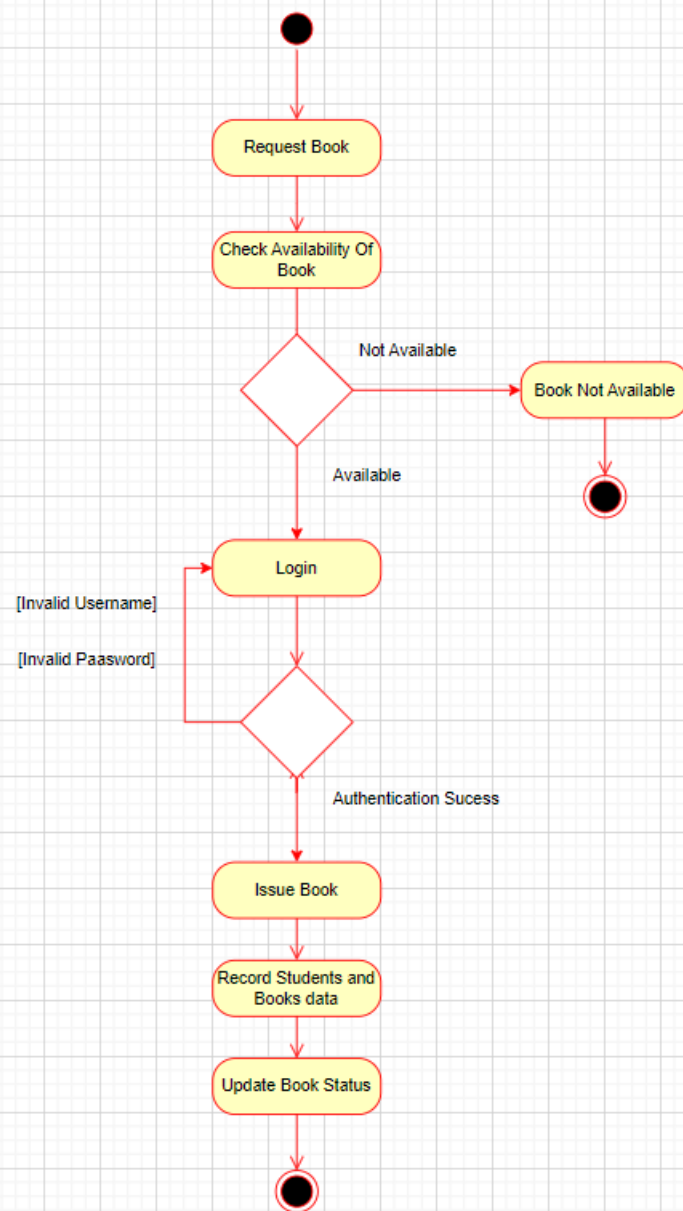 Request Book
Check Availability Of
Book
Not Available
Book Not Available
Available
Login
[Invalid Username]
[Invalid Paasword]
Authentication Sucess
Issue Book
Record Students and
Books data
Update Book Status